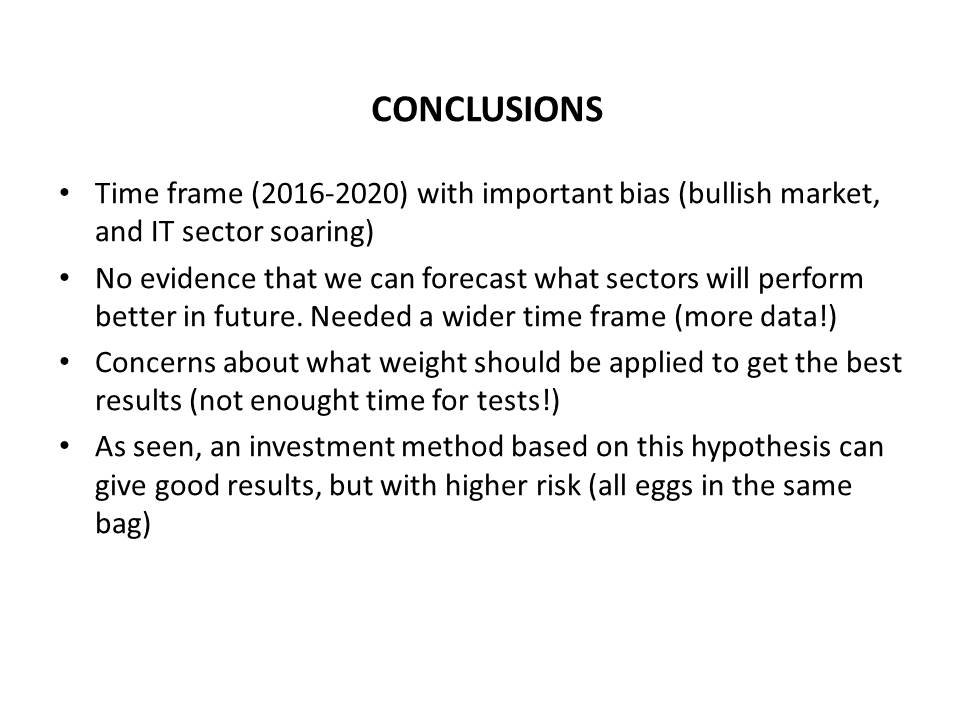 CONCLUSIONS
• Time frame (2016-2020) with important bias (bullish market,
and IT sector soaring)
• No evidence that we can forecast what sectors will perform
better in future. Needed a wider time frame (more data!)
• Concerns about what weight should be applied to get the best
results (not enought time for tests!)
• As seen, an investment method based on this hypothesis can
give good results, but with higher risk (all eggs in the same
bag)